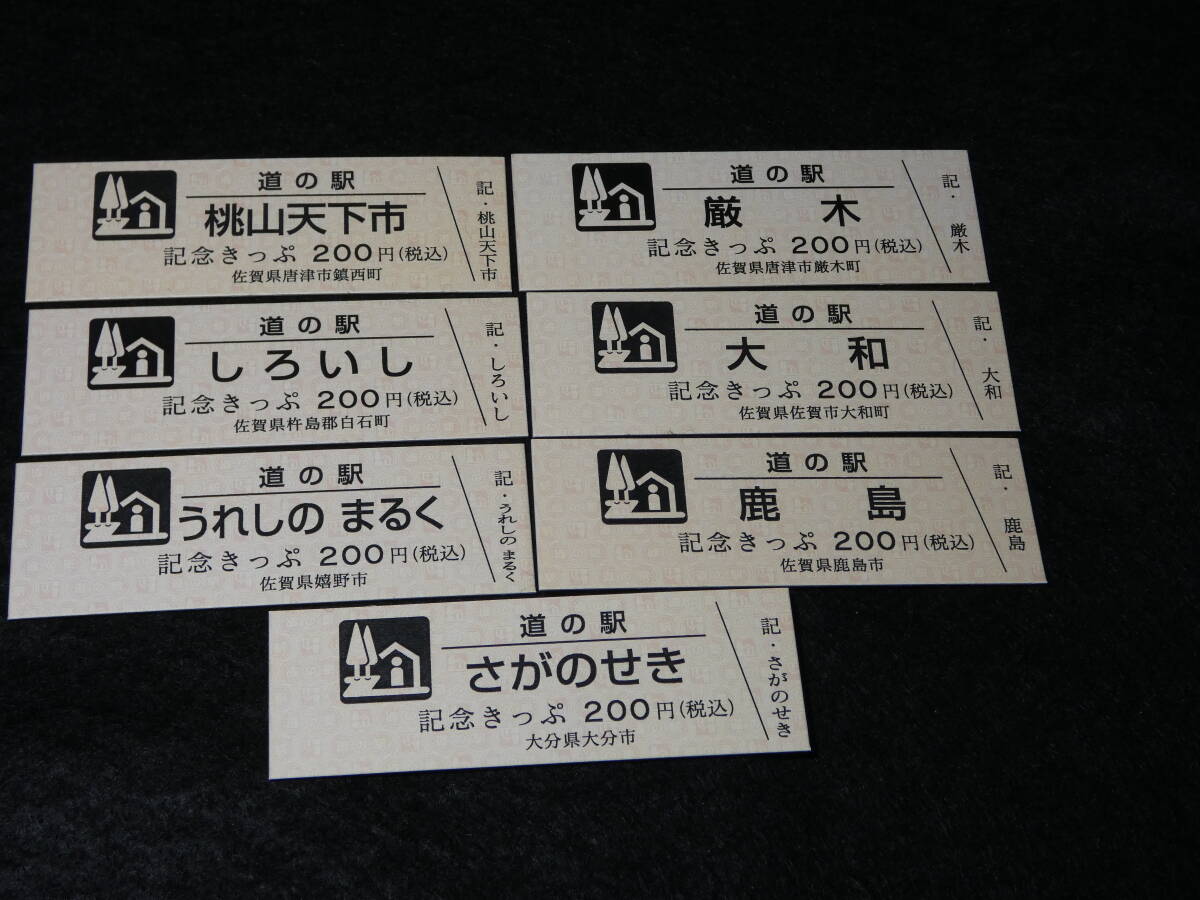 道の駅
桃山天下市
記念きっぷ 200円(税込)
佐賀県唐津市鎮西町
記・桃山天下市
道の駅
厳 木
記念きっぷ 200円(税込)
佐賀県唐津市厳木町
記・厳木
道の駅
しろいし
記念きっぷ 200円(税込)
佐賀県杵島郡白石町
記・しろいし
道の駅
大 和
記念きっぷ 200円(税込)
佐賀県佐賀市大和町
記・大和
道の駅
うれしの まるく
記念きっぷ 200円(税込)
佐賀県嬉野市
記・うれしの まるく
道の駅
鹿 島
記念きっぷ 200円(税込)
佐賀県鹿島市
記・鹿島
道の駅
さがのせき
記念きっぷ 200円(税込)
大分県大分市
記・さがのせき